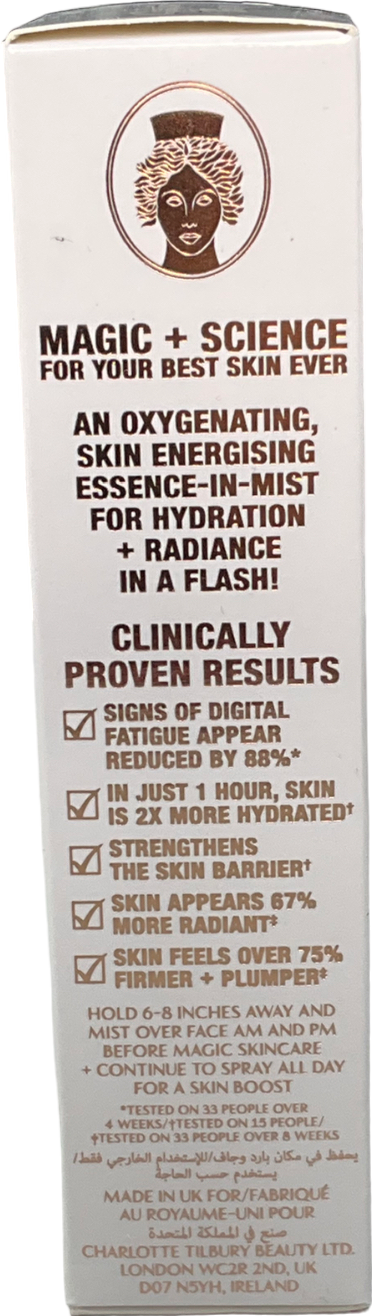 MAGIC + SCIENCE
FOR YOUR BEST SKIN EVER
AN OXYGENATING,
SKIN ENERGISING
ESSENCE-IN-MIST
FOR HYDRATION
+ RADIANCE
IN A FLASH!
CLINICALLY
PROVEN RESULTS
SIGNS OF DIGITAL
FATIGUE APPEAR
REDUCED BY 88%*
IN JUST 1 HOUR, SKIN
IS 2X MORE HYDRATED†
STRENGTHENS
THE SKIN BARRIER†
SKIN APPEARS 67%
MORE RADIANT‡
SKIN FEELS OVER 75%
FIRMER + PLUMPER‡
HOLD 6-8 INCHES AWAY AND
MIST OVER FACE AM AND PM
BEFORE MAGIC SKINCARE
+ CONTINUE TO SPRAY ALL DAY
FOR A SKIN BOOST
*TESTED ON 33 PEOPLE OVER
4 WEEKS/†TESTED ON 15 PEOPLE/
‡TESTED ON 33 PEOPLE OVER 8 WEEKS
يحفظ في مكان بارد وجاف/للإستخدام الخارجي فقط/
يستخدم حسب الحاجة
MADE IN UK FOR/FABRIQUÉ
AU ROYAUME-UNI POUR
صنع في المملكة المتحدة
CHARLOTTE TILBURY BEAUTY LTD.
LONDON WC2R 2ND, UK
D07 N5YH, IRELAND